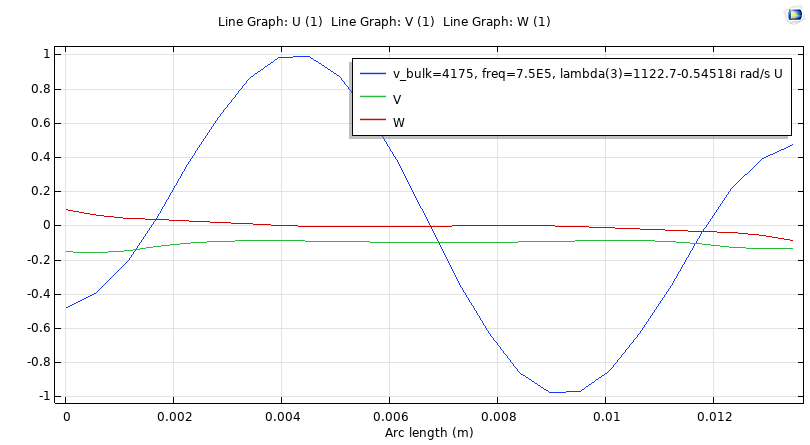 Line Graph: U (1)  Line Graph: V (1)  Line Graph: W (1)
v_bulk=4175, freq=7.5E5, lambda(3)=1122.7-0.54518i rad/s U
V
W
1
0.8
0.6
0.4
0.2
0
-0.2
-0.4
-0.6
-0.8
-1
0 0.002 0.004 0.006 0.008 0.01 0.012
Arc length (m)